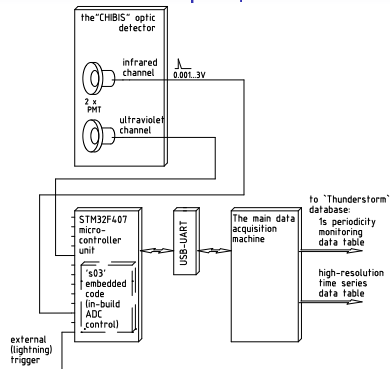 the"CHIBIS" optic
detector
infrared
channel
0.001...3V
2 x
PMT
ultraviolet
channel
STM32F407
micro-
controller
unit
's03'
embedded
code
(in-build
ADC
control)
USB-UART
The main data
acquisition
machine
to `Thunderstorm`
database:
1s periodicity
monitoring
data table
high-resolution
time series
data table
external
(lightning)
trigger